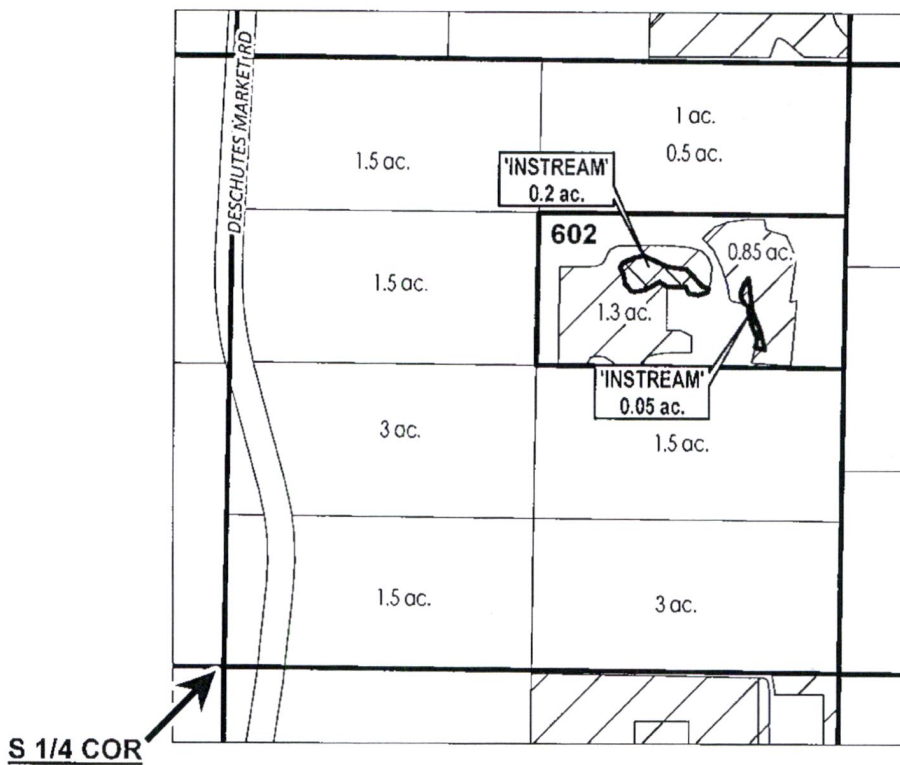 DESCHUTES MARKET RD
1 ac.
0.5 ac.
1.5 ac.
'INSTREAM'
0.2 ac.
602
0.85 ac.
1.5 ac.
1.3 ac.
'INSTREAM'
0.05 ac.
3 ac.
1.5 ac.
1.5 ac.
3 ac.
S 1/4 COR